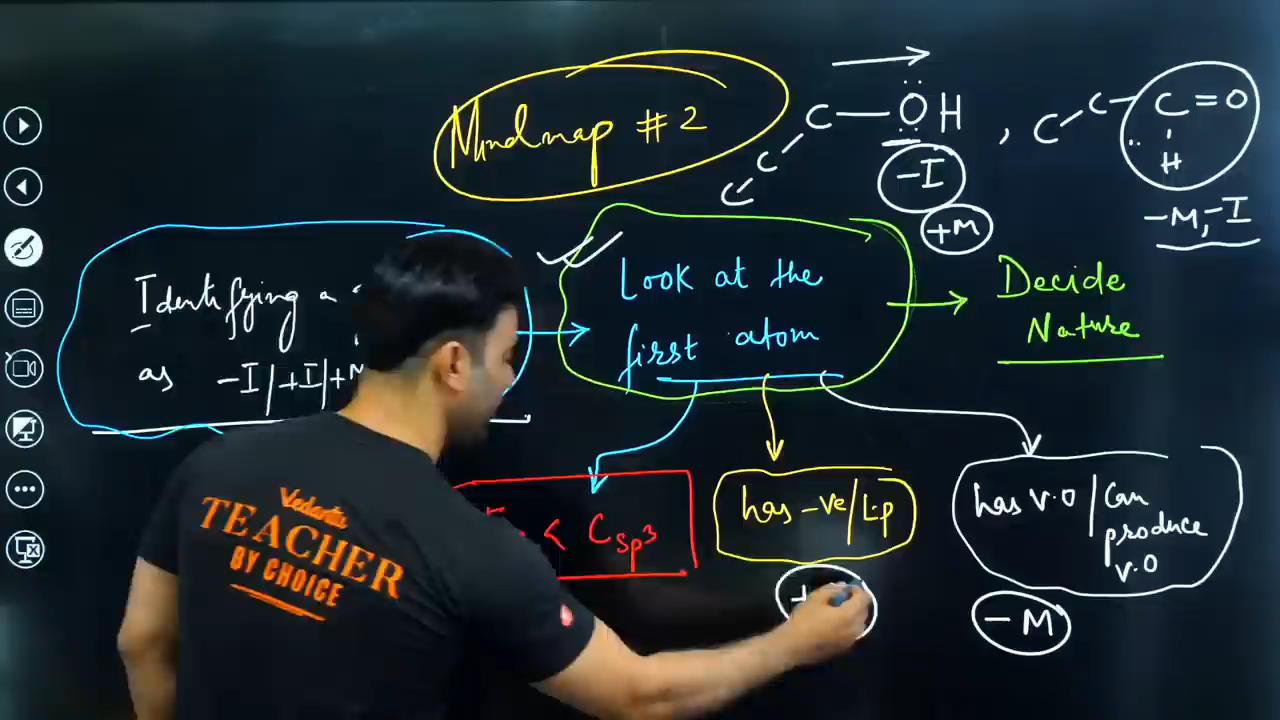 Mindmap #2
C — ÖH , C - C - C = O
C
C
H
-I
+M
-M, -I
Identifying a
as -I/+I/+M
Look at the
first atom
Decide
Nature
< Csp³
has -ve/l.p
has v.o/can
produce
v.o
- M
Vedantu
TEACHER
BY CHOICE